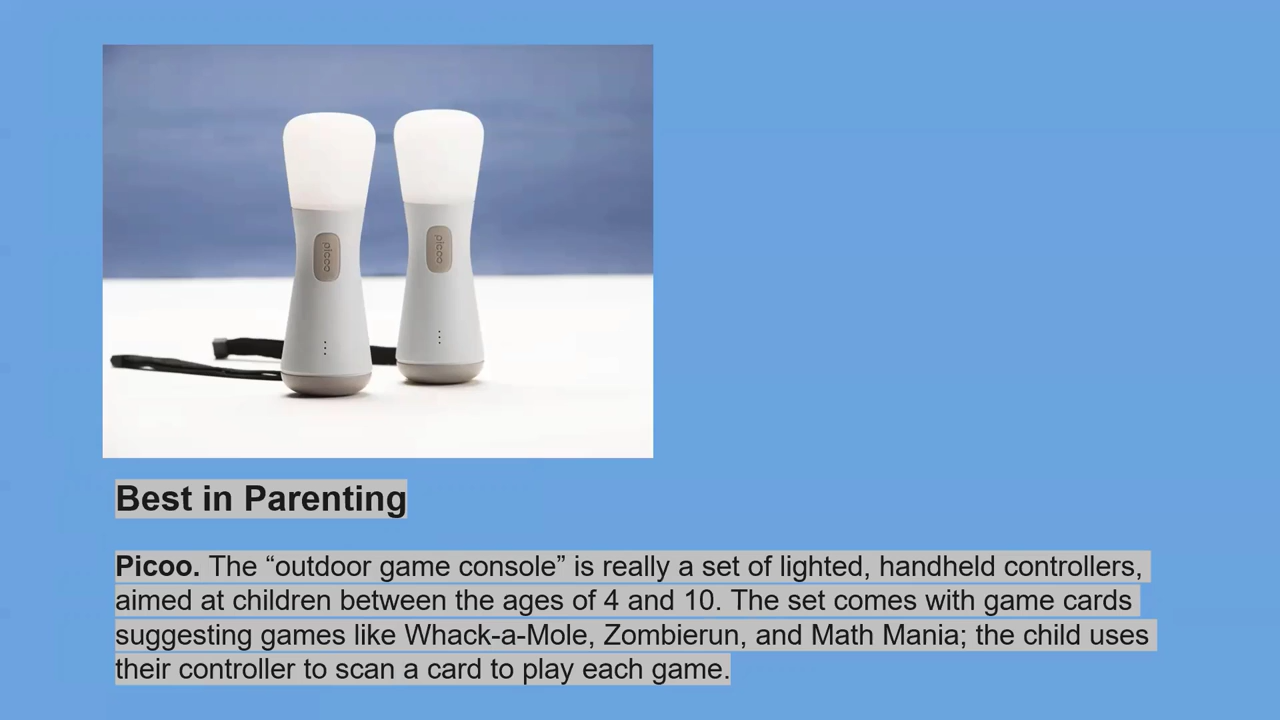 picoo
picoo
Best in Parenting
Picoo. The “outdoor game console” is really a set of lighted, handheld controllers,
aimed at children between the ages of 4 and 10. The set comes with game cards
suggesting games like Whack-a-Mole, Zombierun, and Math Mania; the child uses
their controller to scan a card to play each game.